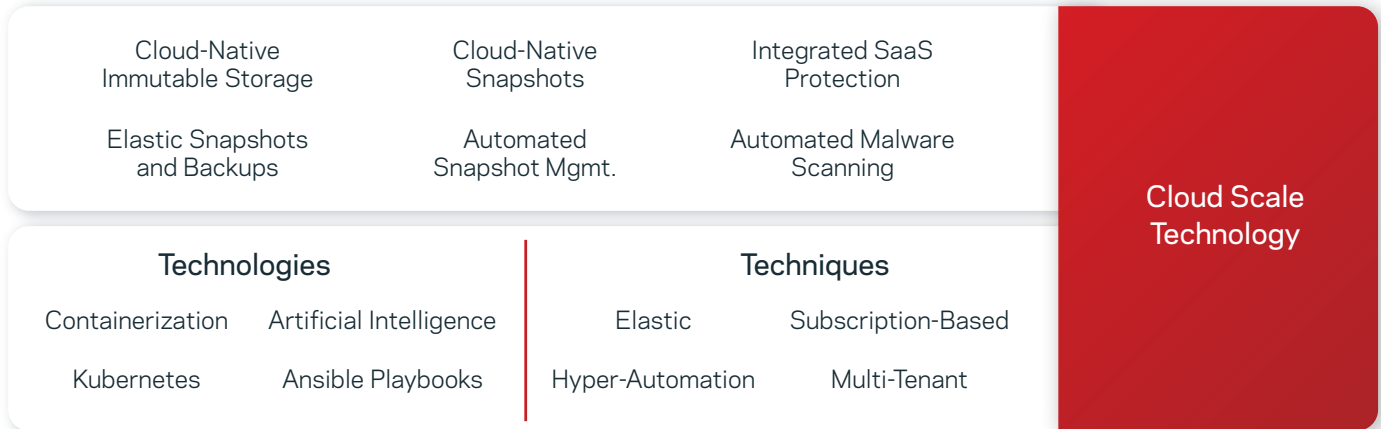 Cloud-Native
Immutable Storage
Cloud-Native
Snapshots
Integrated SaaS
Protection
Elastic Snapshots
and Backups
Automated
Snapshot Mgmt.
Automated Malware
Scanning
Cloud Scale
Technology
Technologies
Containerization
Artificial Intelligence
Kubernetes
Ansible Playbooks
Techniques
Elastic
Subscription-Based
Hyper-Automation
Multi-Tenant